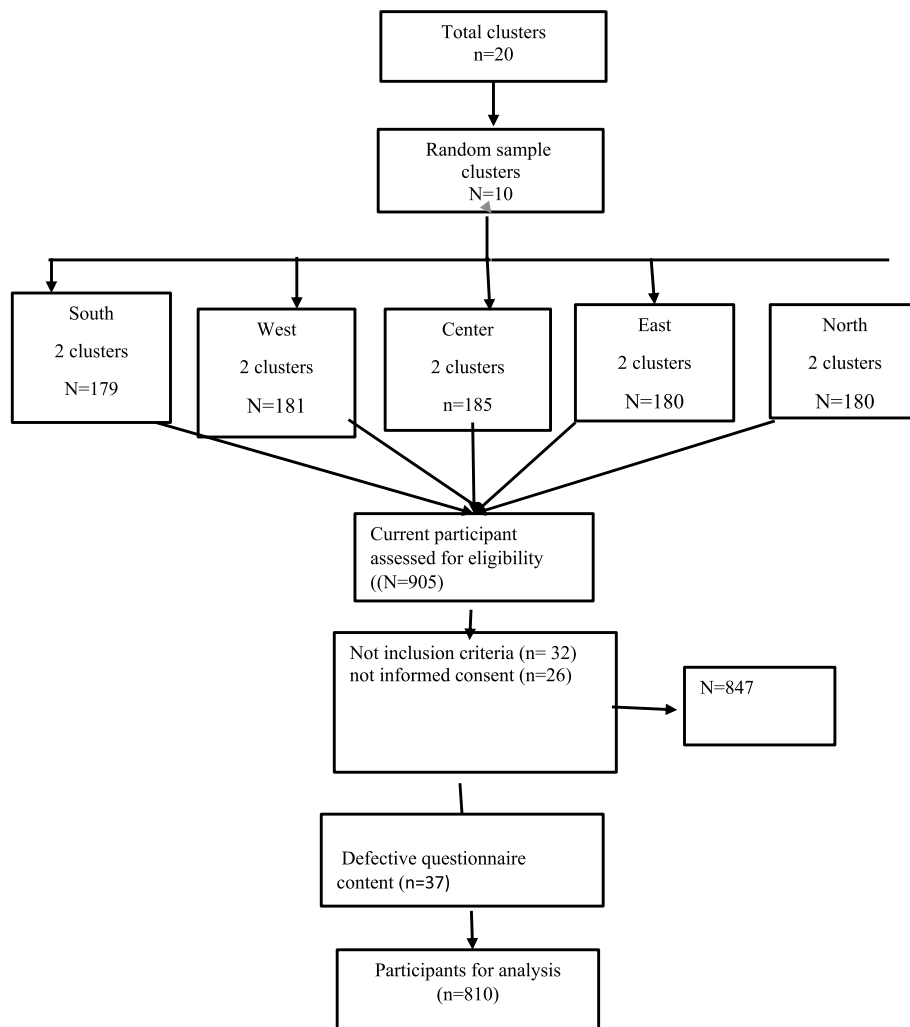 Total clusters
n=20
Random sample
clusters
N=10
South
2 clusters
N=179
West
2 clusters
N=181
Center
2 clusters
n=185
East
2 clusters
N=180
North
2 clusters
N=180
Current participant
assessed for eligibility
((N=905)
Not inclusion criteria (n= 32)
not informed consent (n=26)
N=847
Defective questionnaire
content (n=37)
Participants for analysis
(n=810)